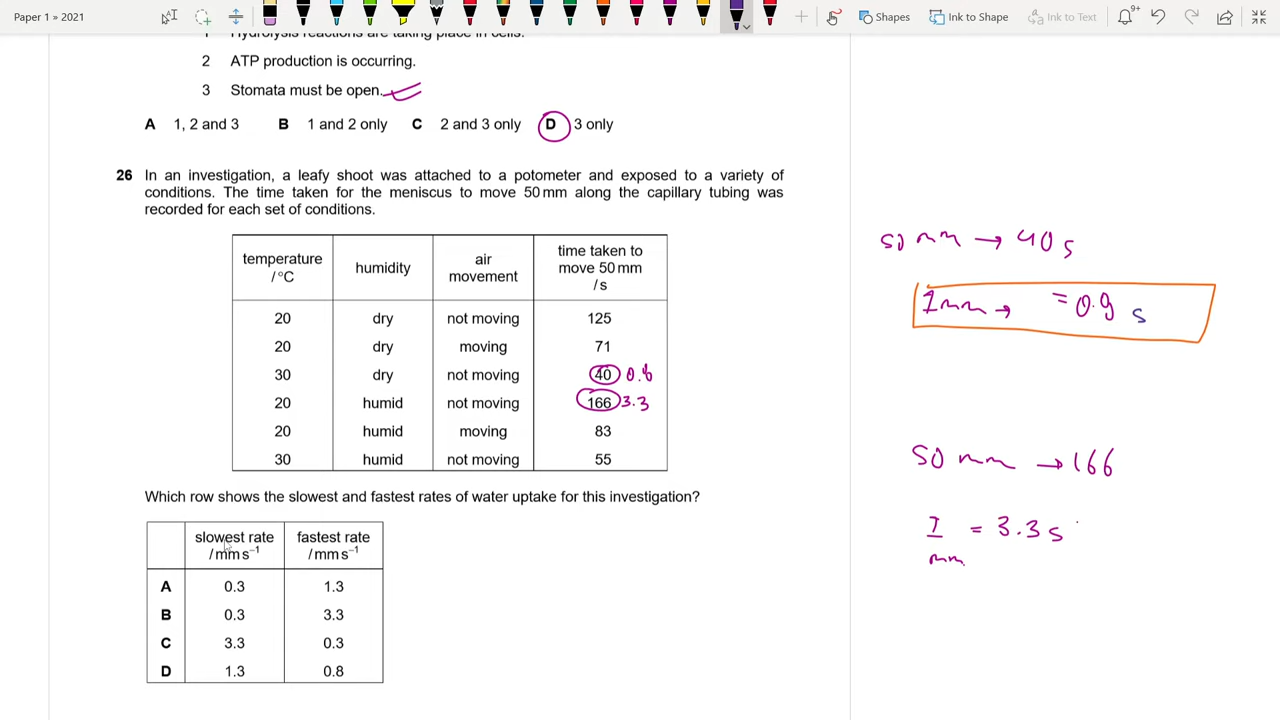 Paper 1 » 2021
Shapes
Ink to Shape
Ink to Text
9+
1 Hydrolysis reactions are taking place in cells.
2 ATP production is occurring.
3 Stomata must be open.
A 1, 2 and 3 B 1 and 2 only C 2 and 3 only D 3 only
26 In an investigation, a leafy shoot was attached to a potometer and exposed to a variety of
conditions. The time taken for the meniscus to move 50 mm along the capillary tubing was
recorded for each set of conditions.
temperature /°C humidity air movement time taken to move 50 mm /s
20 dry not moving 125
20 dry moving 71
30 dry not moving 40 0.8
20 humid not moving 166 3.3
20 humid moving 83
30 humid not moving 55
50 mm → 40 s
1mm → = 0.9 s
50 mm → 166
1 mm = 3.3 s
Which row shows the slowest and fastest rates of water uptake for this investigation?
slowest rate /mm s⁻¹ fastest rate /mm s⁻¹
A 0.3 1.3
B 0.3 3.3
C 3.3 0.3
D 1.3 0.8